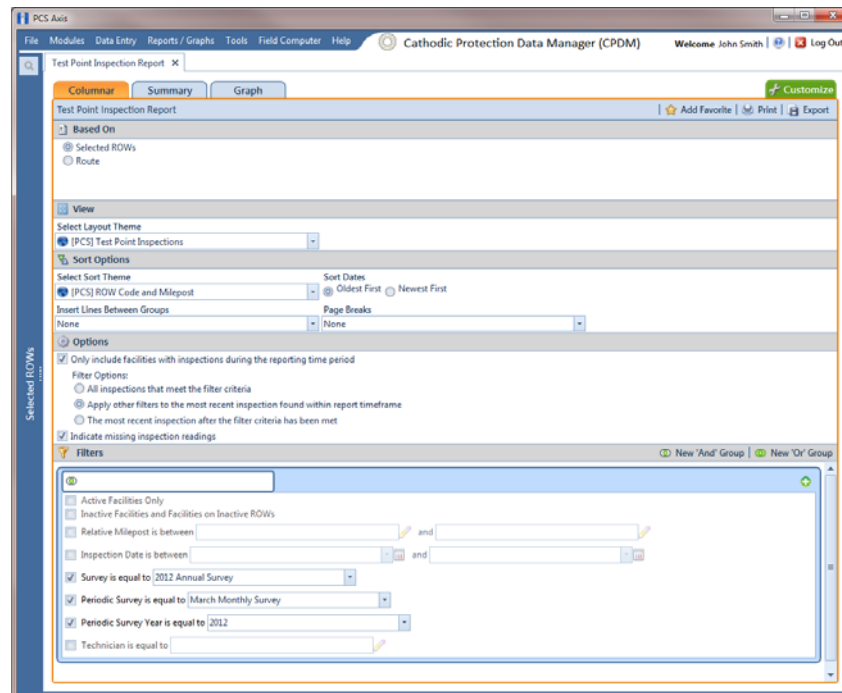 PCS Axis
File Modules Data Entry Reports / Graphs Tools Field Computer Help Cathodic Protection Data Manager (CPDM) Welcome John Smith Log Out
Test Point Inspection Report X
Columnar Summary Graph Customize
Test Point Inspection Report Add Favorite Print Export
Based On
Selected ROWs
Route
View
Select Layout Theme
[PCS] Test Point Inspections
Sort Options
Select Sort Theme Sort Dates
[PCS] ROW Code and Milepost Oldest First Newest First
Insert Lines Between Groups Page Breaks
None None
Options
Only include facilities with inspections during the reporting time period
Filter Options:
All inspections that meet the filter criteria
Apply other filters to the most recent inspection found within report timeframe
The most recent inspection after the filter criteria has been met
Indicate missing inspection readings
Selected ROWs
Filters New 'And' Group New 'Or' Group
Active Facilities Only
Inactive Facilities and Facilities on Inactive ROWs
Relative Milepost is between and
Inspection Date is between and
Survey is equal to 2012 Annual Survey
Periodic Survey is equal to March Monthly Survey
Periodic Survey Year is equal to 2012
Technician is equal to